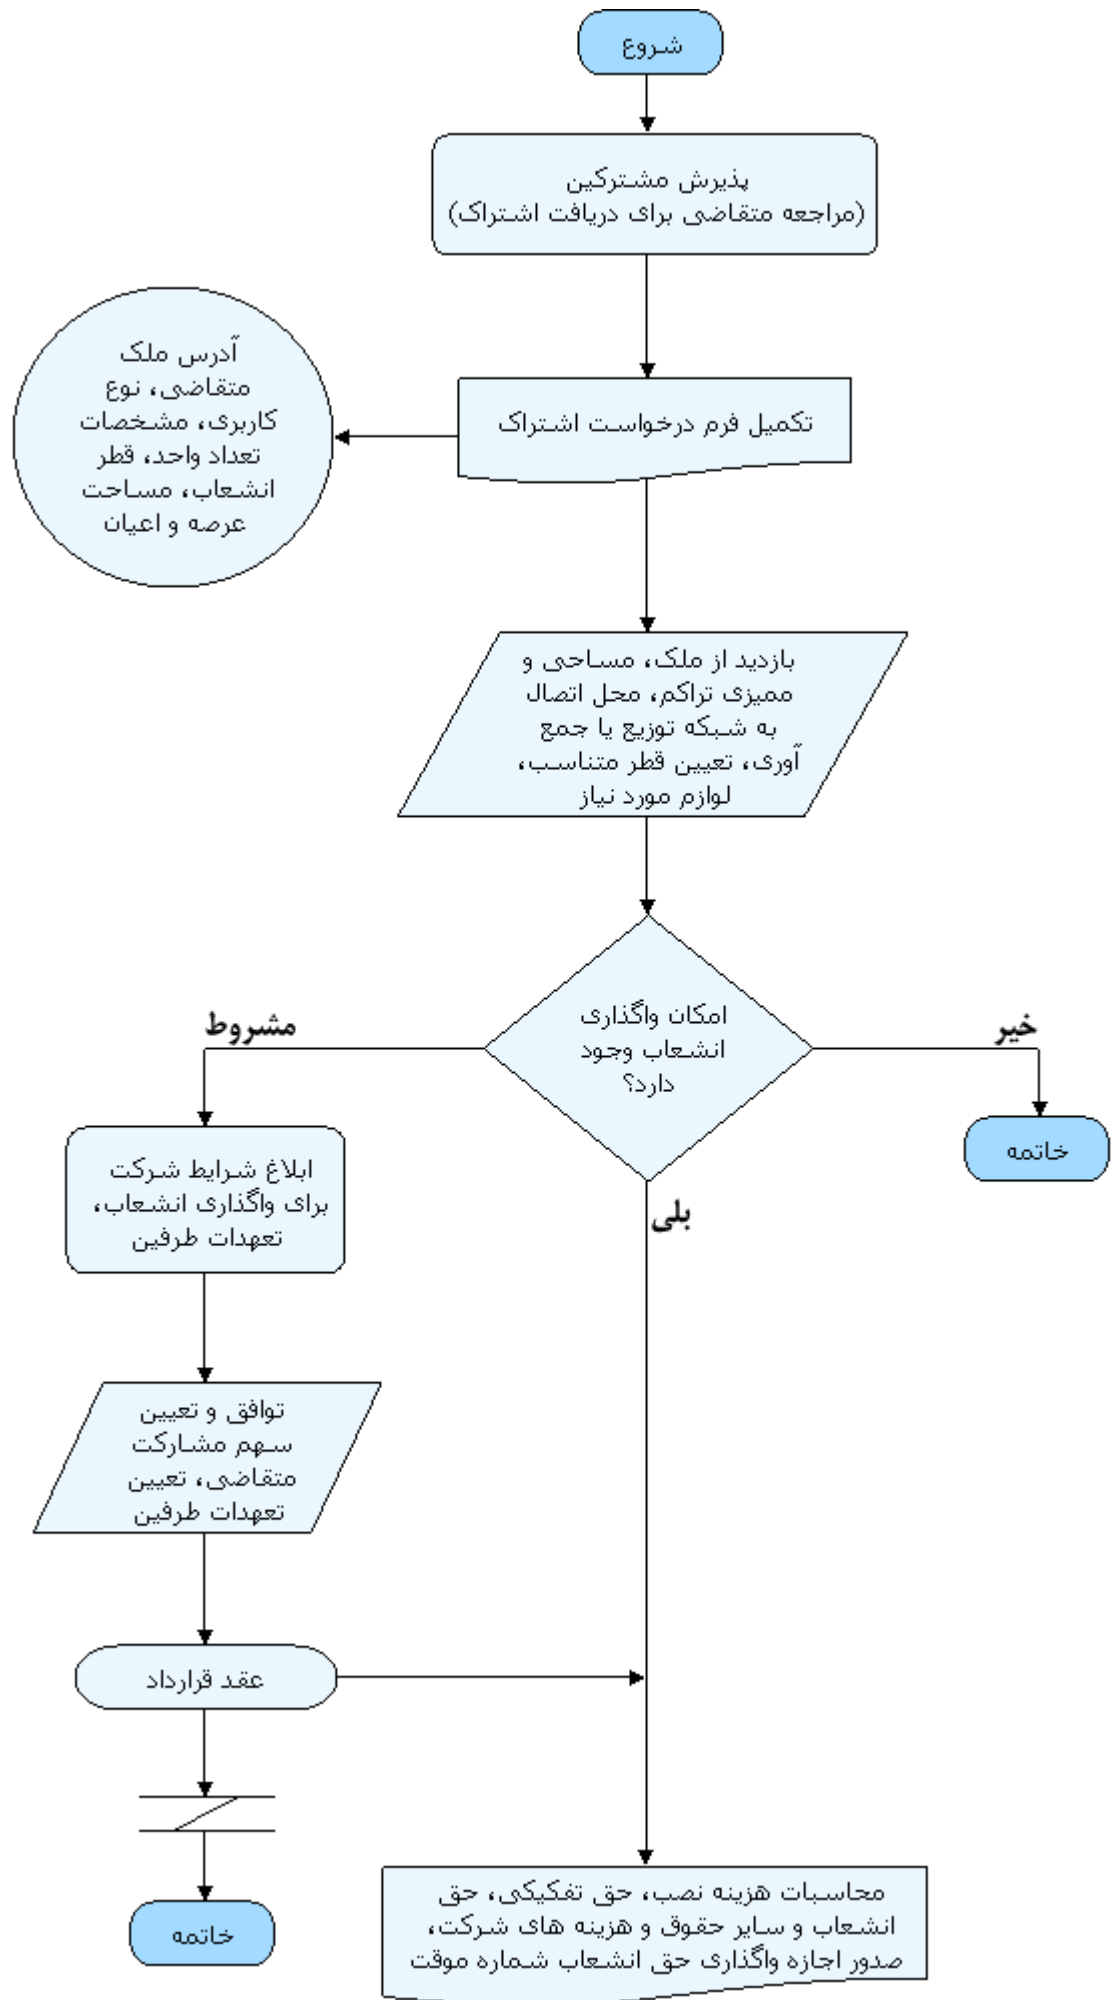 شروع
پذیرش مشترکین
(مراجعه متقاضی برای دریافت اشتراک)
تکمیل فرم درخواست اشتراک
آدرس ملک
متقاضی، نوع
کاربری، مشخصات
تعداد واحد، قطر
انشعاب، مساحت
عرصه و اعیان
بازدید از ملک، مساحی و
ممیزی تراکم، محل اتصال
به شبکه توزیع یا جمع
آوری، تعیین قطر متناسب،
لوازم مورد نیاز
امکان واگذاری
انشعاب وجود
دارد؟
خیر
خاتمه
مشروط
ابلاغ شرایط شرکت
برای واگذاری انشعاب،
تعهدات طرفین
توافق و تعیین
سهم مشارکت
متقاضی، تعیین
تعهدات طرفین
عقد قرارداد
خاتمه
بلی
محاسبات هزینه نصب، حق تفکیکی، حق
انشعاب و سایر حقوق و هزینه های شرکت،
صدور اجازه واگذاری حق انشعاب شماره موقت